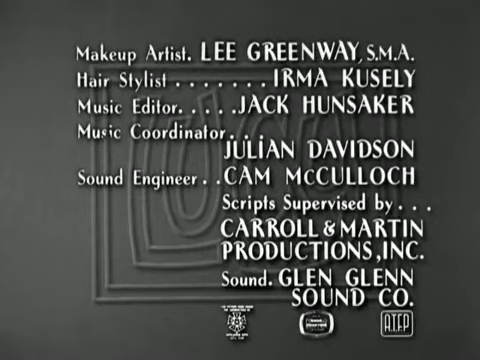 Makeup Artist. LEE GREENWAY, S.M.A.
Hair Stylist . . . . . . . IRMA KUSELY
Music Editor. . . . . JACK HUNSAKER
Music Coordinator. . .
JULIAN DAVIDSON
Sound Engineer . . CAM McCULLOCH
Scripts Supervised by . . .
CARROLL & MARTIN
PRODUCTIONS, INC.
Sound. GLEN GLENN
SOUND CO.
A.T.F.P.